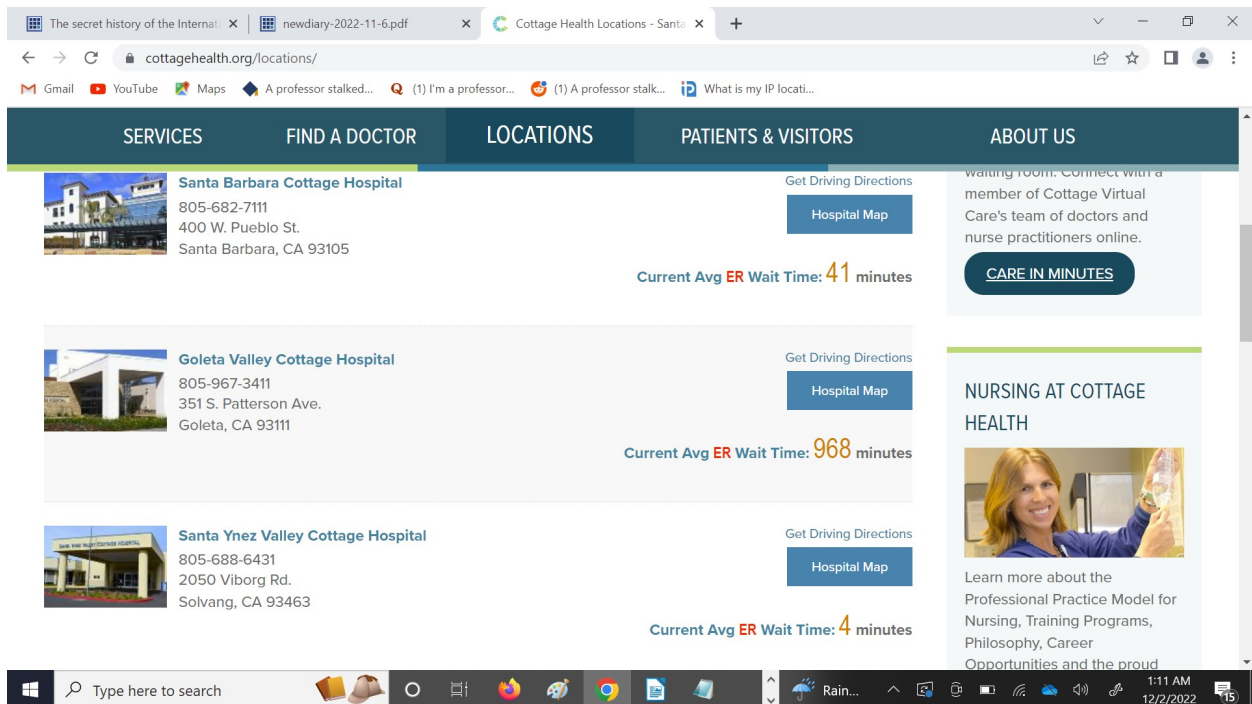 The secret history of the Internati
newdiary-2022-11-6.pdf
Cottage Health Locations - Santa
cottagehealth.org/locations/
Gmail
YouTube
Maps
A professor stalked...
(1) I'm a professor...
(1) A professor stalk...
What is my IP locati...
SERVICES
FIND A DOCTOR
LOCATIONS
PATIENTS & VISITORS
ABOUT US
Santa Barbara Cottage Hospital
805-682-7111
400 W. Pueblo St.
Santa Barbara, CA 93105
Get Driving Directions
Hospital Map
Current Avg ER Wait Time: 41 minutes
Goleta Valley Cottage Hospital
805-967-3411
351 S. Patterson Ave.
Goleta, CA 93111
Get Driving Directions
Hospital Map
Current Avg ER Wait Time: 968 minutes
Santa Ynez Valley Cottage Hospital
805-688-6431
2050 Viborg Rd.
Solvang, CA 93463
Get Driving Directions
Hospital Map
Current Avg ER Wait Time: 4 minutes
waiting room. Connect with a
member of Cottage Virtual
Care's team of doctors and
nurse practitioners online.
CARE IN MINUTES
NURSING AT COTTAGE
HEALTH
Learn more about the
Professional Practice Model for
Nursing, Training Programs,
Philosophy, Career
Opportunities and the proud
Type here to search
Rain...
1:11 AM
12/2/2022
15